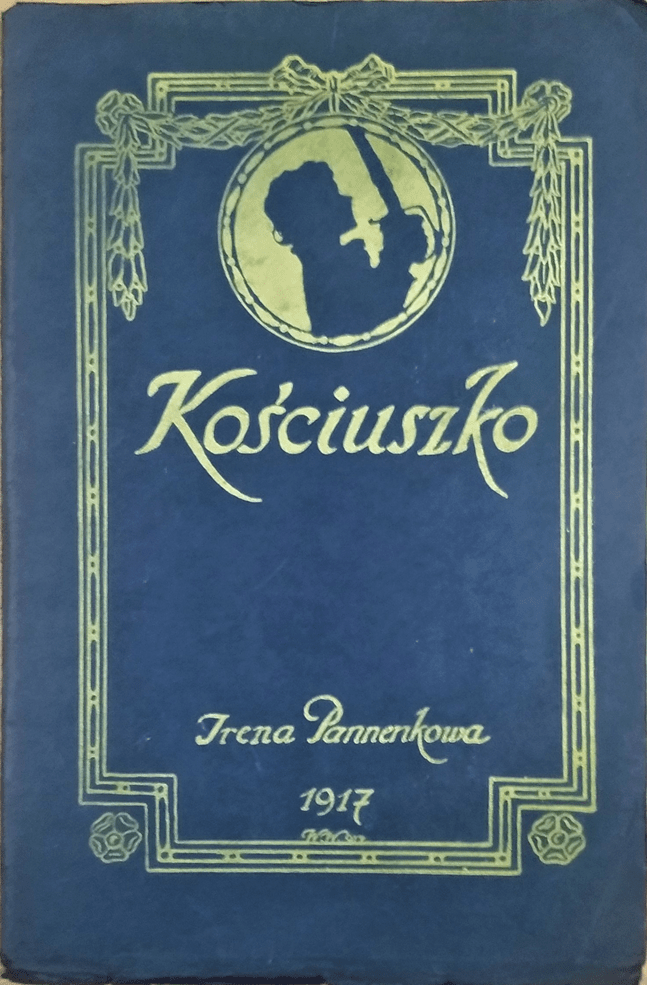 Kościuszko
Irena Pannenkowa
1917